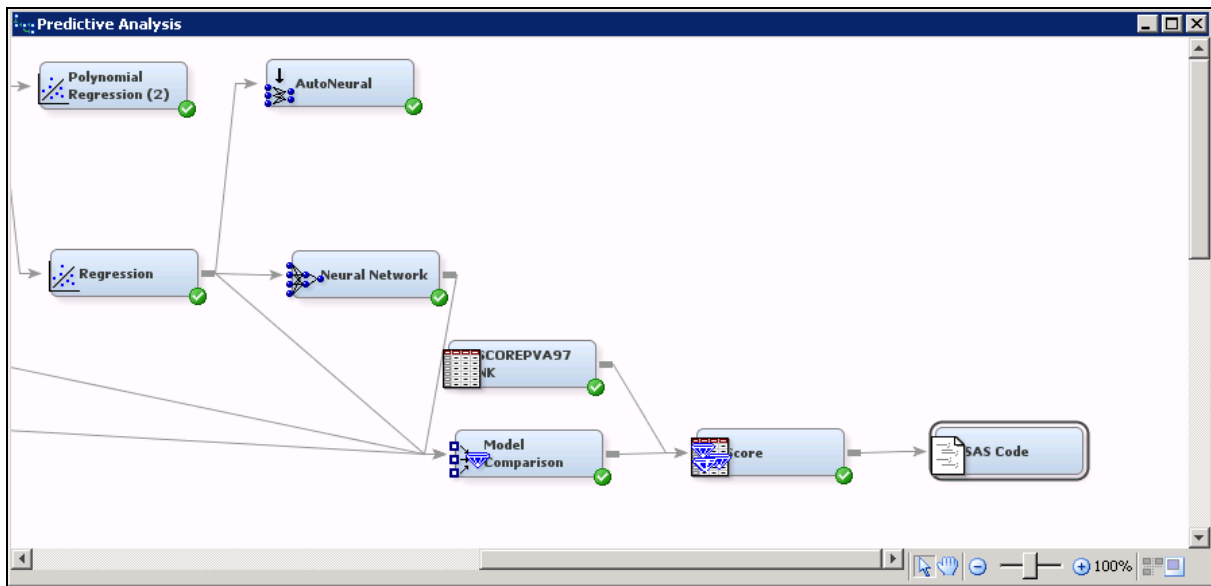 Predictive Analysis
Polynomial
Regression (2)
AutoNeural
Regression
Neural Network
SCOREPVA97
NK
Model
Comparison
Score
SAS Code
100%